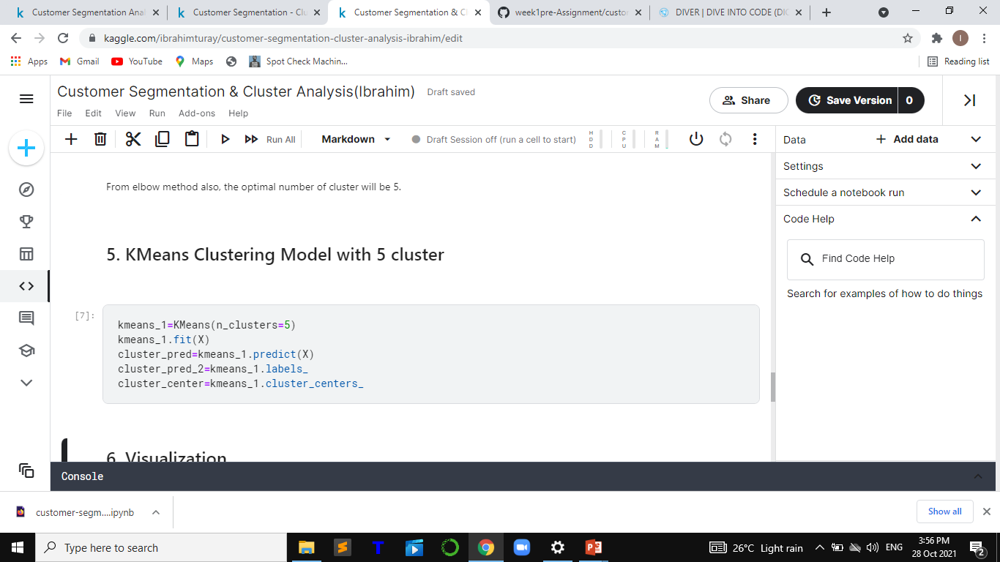 Customer Segmentation Anal
Customer Segmentation - Clu
Customer Segmentation & Cl
week1pre-Assignment/custo
DIVER | DIVE INTO CODE (DIC
kaggle.com/ibrahimturay/customer-segmentation-cluster-analysis-ibrahim/edit
I
Apps
Gmail
YouTube
Maps
Spot Check Machin...
Reading list
Customer Segmentation & Cluster Analysis(Ibrahim)
Draft saved
Share
Save Version
0
File Edit View Run Add-ons Help
Run All
Markdown
Draft Session off (run a cell to start)
HDD
CPU
RAM
Data
Add data
Settings
Schedule a notebook run
Code Help
Find Code Help
Search for examples of how to do things
From elbow method also, the optimal number of cluster will be 5.
5. KMeans Clustering Model with 5 cluster
[7]:
kmeans_1=KMeans(n_clusters=5)
kmeans_1.fit(X)
cluster_pred=kmeans_1.predict(X)
cluster_pred_2=kmeans_1.labels_
cluster_center=kmeans_1.cluster_centers_
6. Visualization
Console
customer-segm....ipynb
Show all
Type here to search
26°C Light rain
ENG
3:56 PM
28 Oct 2021
2